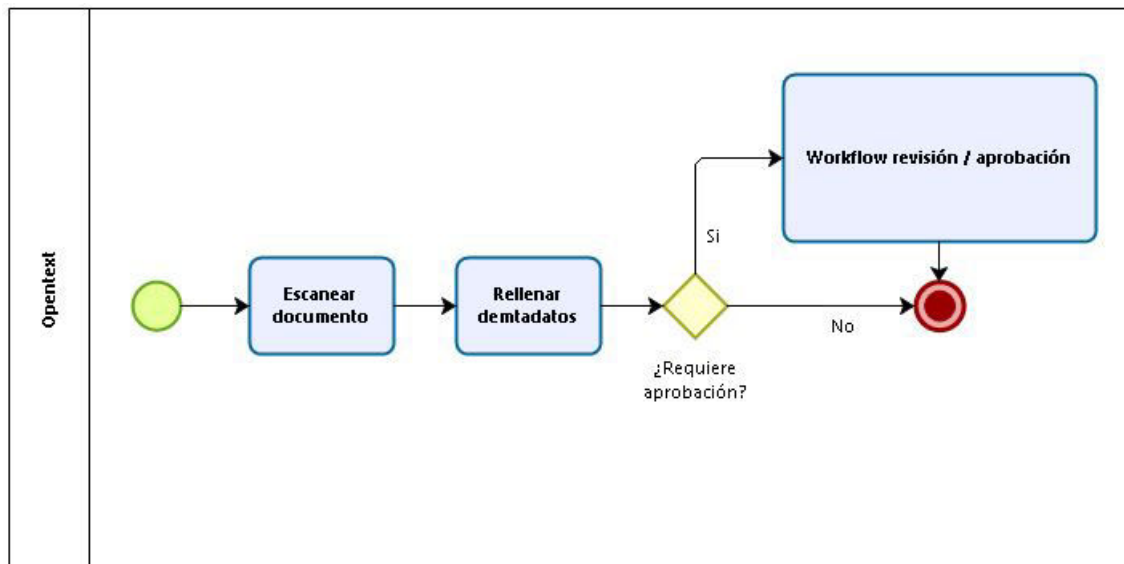 Opentext
Escanear
documento
Rellenar
demtadatos
¿Requiere
aprobación?
Si
No
Workflow revisión / aprobación